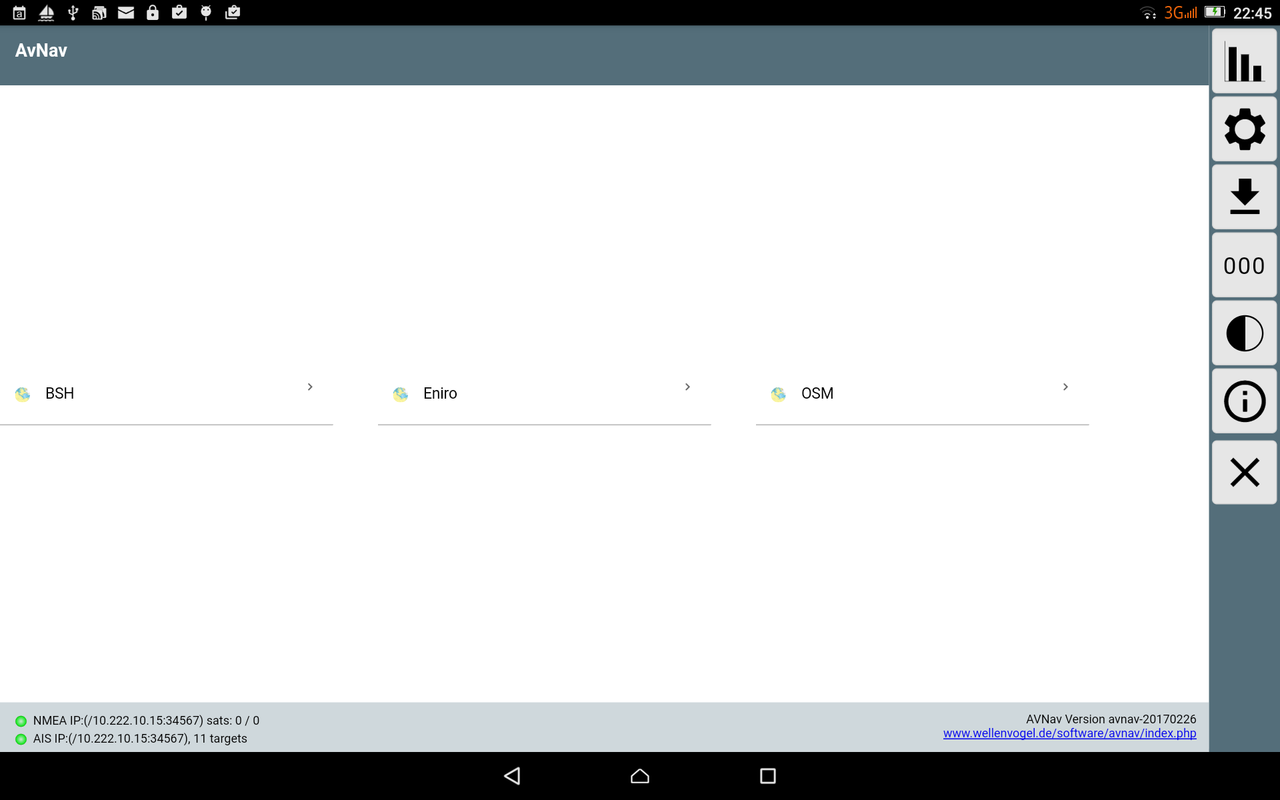 3G 22:45
AvNav
000
BSH
Eniro
OSM
NMEA IP:(/10.222.10.15:34567) sats: 0 / 0
AIS IP:(/10.222.10.15:34567), 11 targets
AVNav Version avnav-20170226
www.wellenvogel.de/software/avnav/index.php